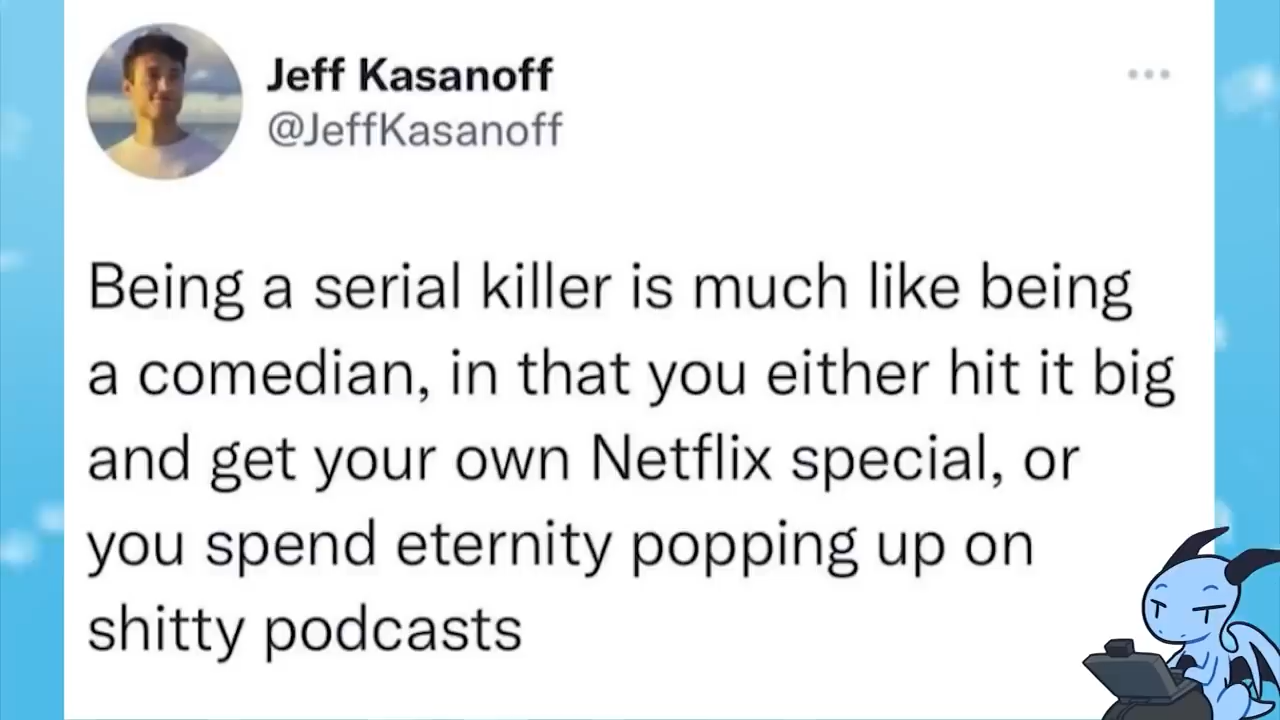 Jeff Kasanoff
@JeffKasanoff
Being a serial killer is much like being
a comedian, in that you either hit it big
and get your own Netflix special, or
you spend eternity popping up on
shitty podcasts